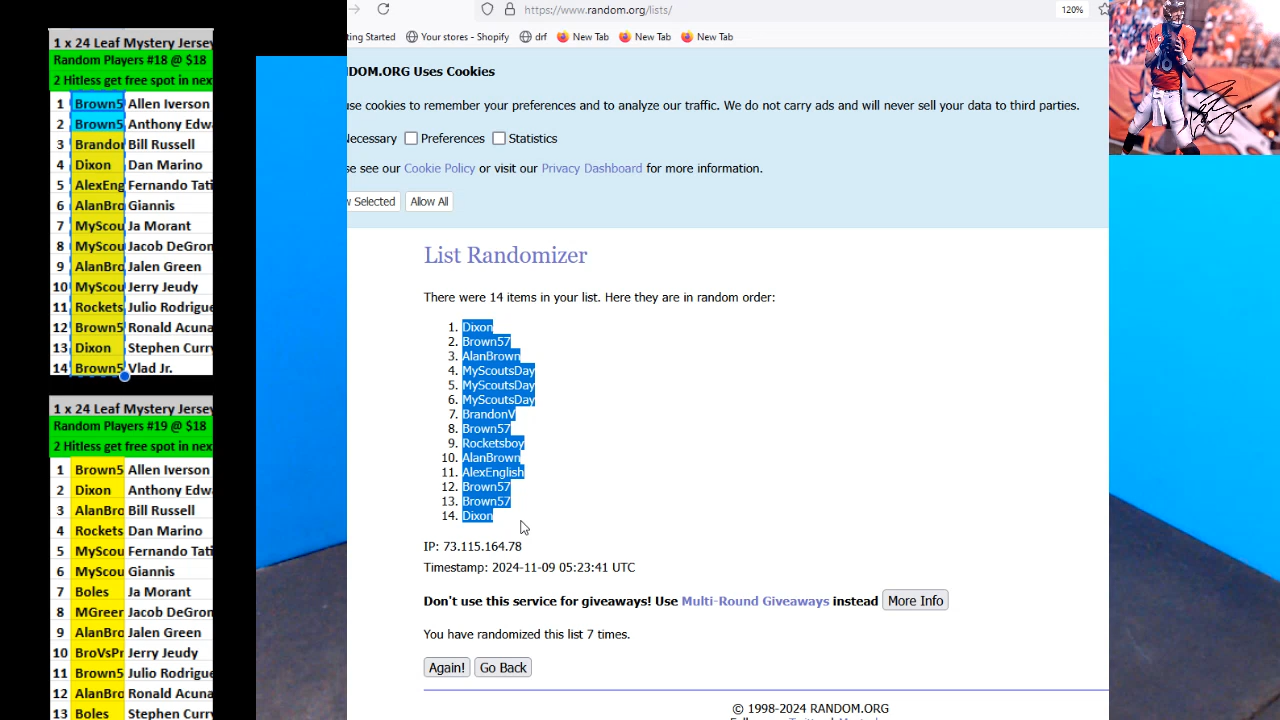 1 x 24 Leaf Mystery Jersey
Random Players #18 @ $18
2 Hitless get free spot in nex
1 Brown5 Allen Iverson
2 Brown5 Anthony Edwa
3 Brandor Bill Russell
4 Dixon Dan Marino
5 AlexEng Fernando Tati
6 AlanBro Giannis
7 MyScou Ja Morant
8 MyScou Jacob DeGron
9 AlanBro Jalen Green
10 MyScou Jerry Jeudy
11 Rockets Julio Rodrigue
12 Brown5 Ronald Acuna
13 Dixon Stephen Curry
14 Brown5 Vlad Jr.
1 x 24 Leaf Mystery Jersey
Random Players #19 @ $18
2 Hitless get free spot in nex
1 Brown5 Allen Iverson
2 Dixon Anthony Edwa
3 AlanBro Bill Russell
4 Rockets Dan Marino
5 MyScou Fernando Tati
6 MyScou Giannis
7 Boles Ja Morant
8 MGreer Jacob DeGron
9 AlanBro Jalen Green
10 BroVsPr Jerry Jeudy
11 Brown5 Julio Rodrigue
12 AlanBro Ronald Acuna
13 Boles Stephen Curry
https://www.random.org/lists/
120%
ting Started Your stores - Shopify drf New Tab New Tab New Tab
NDOM.ORG Uses Cookies
use cookies to remember your preferences and to analyze our traffic. We do not carry ads and will never sell your data to third parties.
Necessary Preferences Statistics
se see our Cookie Policy or visit our Privacy Dashboard for more information.
w Selected Allow All
List Randomizer
There were 14 items in your list. Here they are in random order:
1. Dixon
2. Brown57
3. AlanBrown
4. MyScoutsDay
5. MyScoutsDay
6. MyScoutsDay
7. BrandonV
8. Brown57
9. Rocketsboy
10. AlanBrown
11. AlexEnglish
12. Brown57
13. Brown57
14. Dixon
IP: 73.115.164.78
Timestamp: 2024-11-09 05:23:41 UTC
Don't use this service for giveaways! Use Multi-Round Giveaways instead More Info
You have randomized this list 7 times.
Again! Go Back
© 1998-2024 RANDOM.ORG